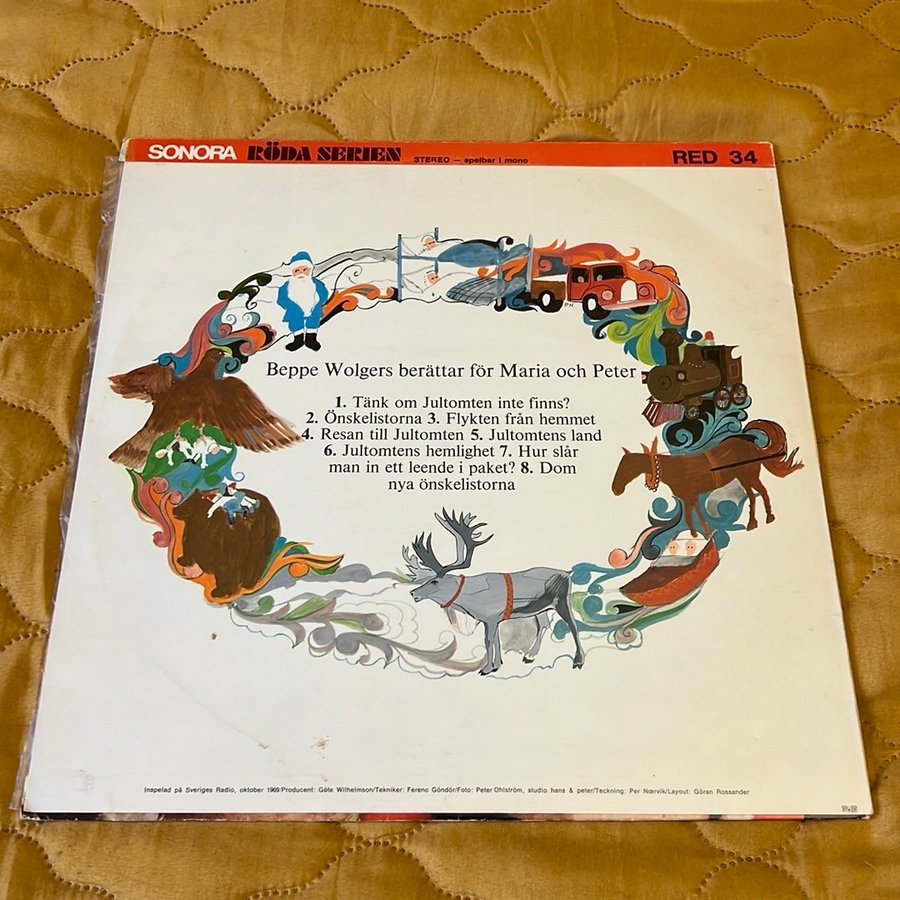 SONORA RÖDA SERIEN STEREO — spelbar i mono RED 34
PN
Beppe Wolgers berättar för Maria och Peter
1. Tänk om Jultomten inte finns?
2. Önskelistorna 3. Flykten från hemmet
4. Resan till Jultomten 5. Jultomtens land
6. Jultomtens hemlighet 7. Hur slår
man in ett leende i paket? 8. Dom
nya önskelistorna
Inspelad på Sveriges Radio, oktober 1969/Producent: Göte Wilhelmson/Tekniker: Ferenc Göndör/Foto: Peter Ohlström, studio hans & peter/Teckning: Per Nœrvik/Layout: Göran Rossander